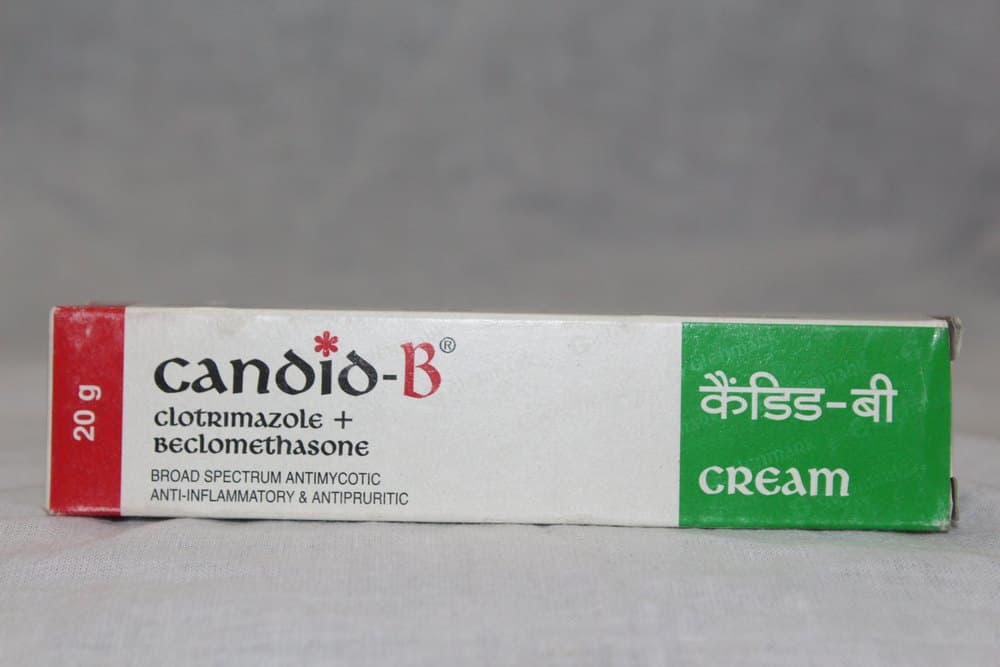 20 g
candid-B®
clotrimazole +
Beclomethasone
BROAD SPECTRUM ANTIMYCOTIC
ANTI-INFLAMMATORY & ANTIPRURITIC
कैंडिड-बी
CREAM